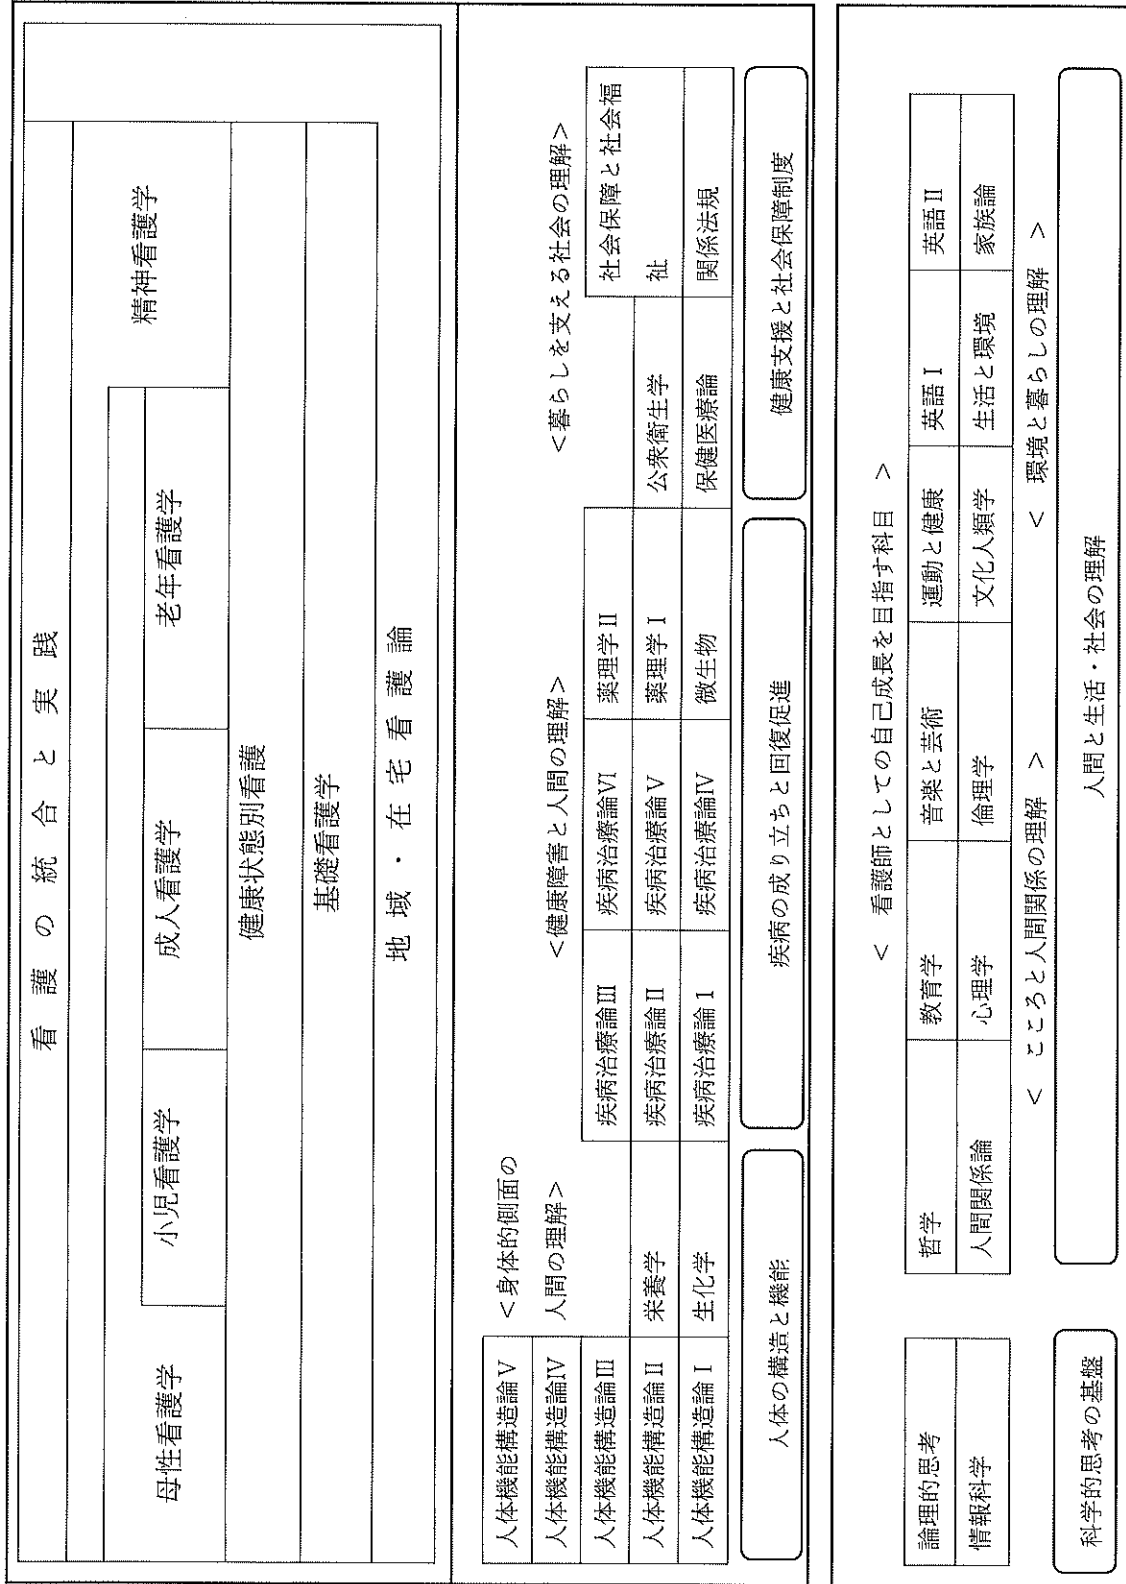 看護の統合と実践
母性看護学
小児看護学
成人看護学
老年看護学
精神看護学
健康状態別看護
基礎看護学
地域・在宅看護論
人体機能構造論Ⅴ
人体機能構造論Ⅳ
人体機能構造論Ⅲ
人体機能構造論Ⅱ
人体機能構造論Ⅰ
<身体的側面の
人間の理解>
栄養学
生化学
人体の構造と機能
<健康障害と人間の理解>
疾病治療論Ⅲ
疾病治療論Ⅵ
薬理学Ⅱ
疾病治療論Ⅱ
疾病治療論Ⅴ
薬理学Ⅰ
疾病治療論1
疾病治療論Ⅳ
微生物
疾病の成り立ちと回復促進
<暮らしを支える社会の理解>
社会保障と社会福
祉
公衆衛生学
保健医療論
関係法規
健康支援と社会保障制度
論理的思考
情報科学
科学的思考の基盤
< 看護師としての自己成長を目指す科目 >
哲学
教育学
音楽と芸術
運動と健康
英語Ⅰ
英語Ⅱ
人間関係論
心理学
倫理学
文化人類学
生活と環境
家族論
< こころと人間関係の理解 >
< 環境と暮らしの理解 >
人間と生活・社会の理解